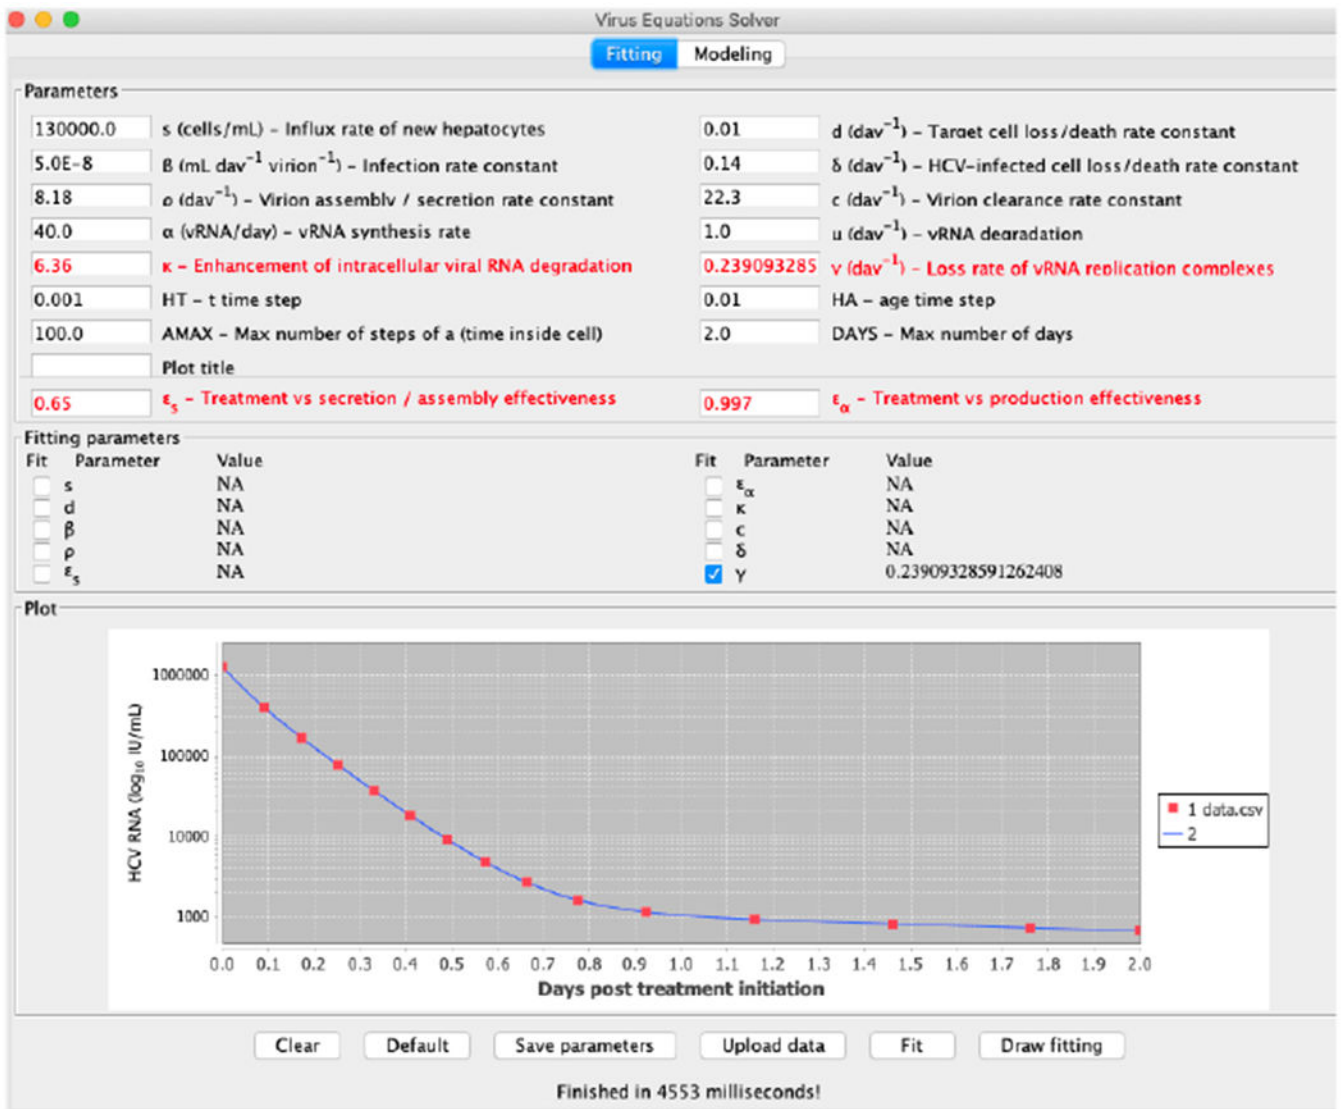 Virus Equations Solver
Fitting Modeling
Parameters
130000.0 s (cells/mL) – Influx rate of new hepatocytes 0.01 d (day⁻¹) – Target cell loss/death rate constant
5.0E-8 β (mL day⁻¹ virion⁻¹) – Infection rate constant 0.14 δ (day⁻¹) – HCV-infected cell loss/death rate constant
8.18 ρ (day⁻¹) – Virion assembly / secretion rate constant 22.3 c (day⁻¹) – Virion clearance rate constant
40.0 α (vRNA/day) – vRNA synthesis rate 1.0 μ (day⁻¹) – vRNA degradation
6.36 κ – Enhancement of intracellular viral RNA degradation 0.239093285 γ (day⁻¹) – Loss rate of vRNA replication complexes
0.001 HT – t time step 0.01 HA – age time step
100.0 AMAX – Max number of steps of a (time inside cell) 2.0 DAYS – Max number of days
Plot title
0.65 εs – Treatment vs secretion / assembly effectiveness 0.997 εα – Treatment vs production effectiveness
Fitting parameters
Fit Parameter Value Fit Parameter Value
s NA εα NA
d NA κ NA
β NA c NA
ρ NA δ NA
εs NA γ 0.23909328591262408
Plot
HCV RNA (log₁₀ IU/mL)
1000000
100000
10000
1000
1 data.csv
2
0.0 0.1 0.2 0.3 0.4 0.5 0.6 0.7 0.8 0.9 1.0 1.1 1.2 1.3 1.4 1.5 1.6 1.7 1.8 1.9 2.0
Days post treatment initiation
Clear Default Save parameters Upload data Fit Draw fitting
Finished in 4553 milliseconds!